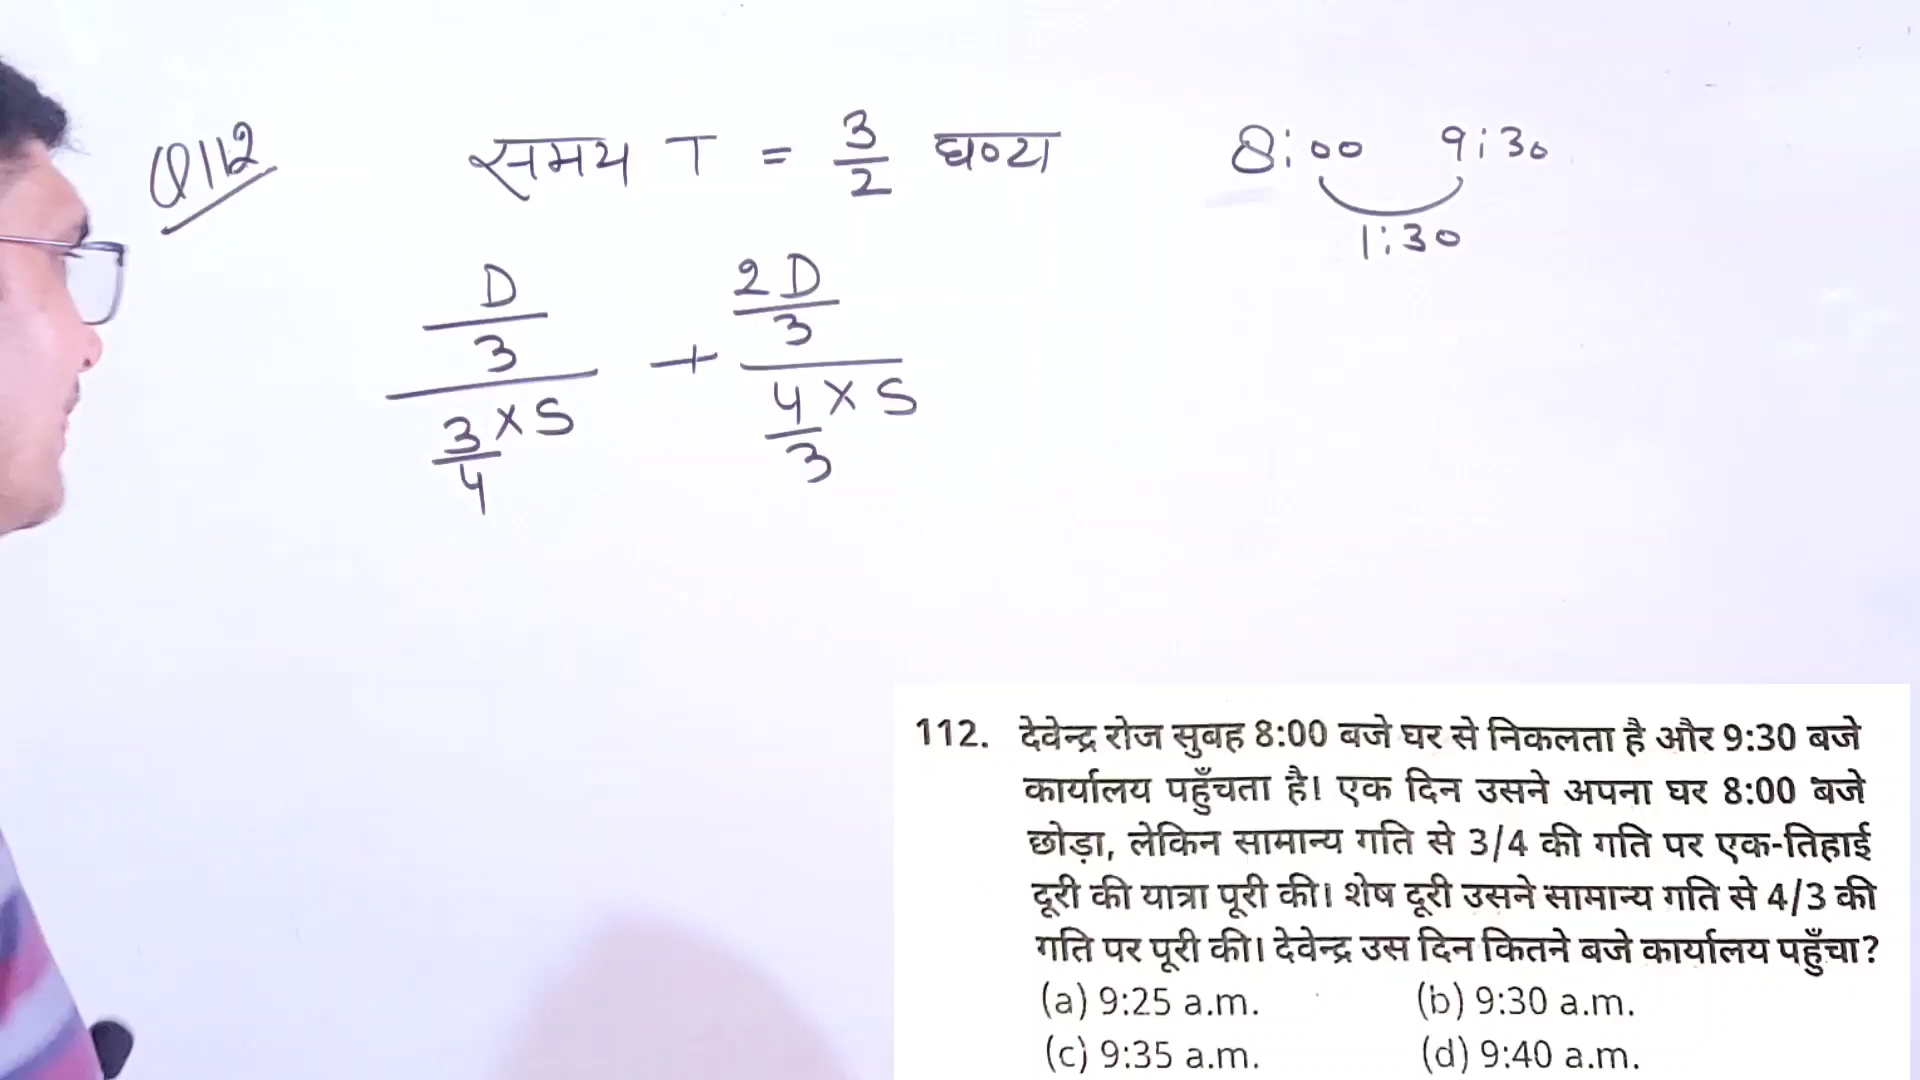 Q112
समय T = 3/2 घण्टा
8:00 9:30
1:30
D/3 / 3/4 × S + 2D/3 / 4/3 × S
112. देवेन्द्र रोज सुबह 8:00 बजे घर से निकलता है और 9:30 बजे
कार्यालय पहुँचता है। एक दिन उसने अपना घर 8:00 बजे
छोड़ा, लेकिन सामान्य गति से 3/4 की गति पर एक-तिहाई
दूरी की यात्रा पूरी की। शेष दूरी उसने सामान्य गति से 4/3 की
गति पर पूरी की। देवेन्द्र उस दिन कितने बजे कार्यालय पहुँचा?
(a) 9:25 a.m. (b) 9:30 a.m.
(c) 9:35 a.m. (d) 9:40 a.m.